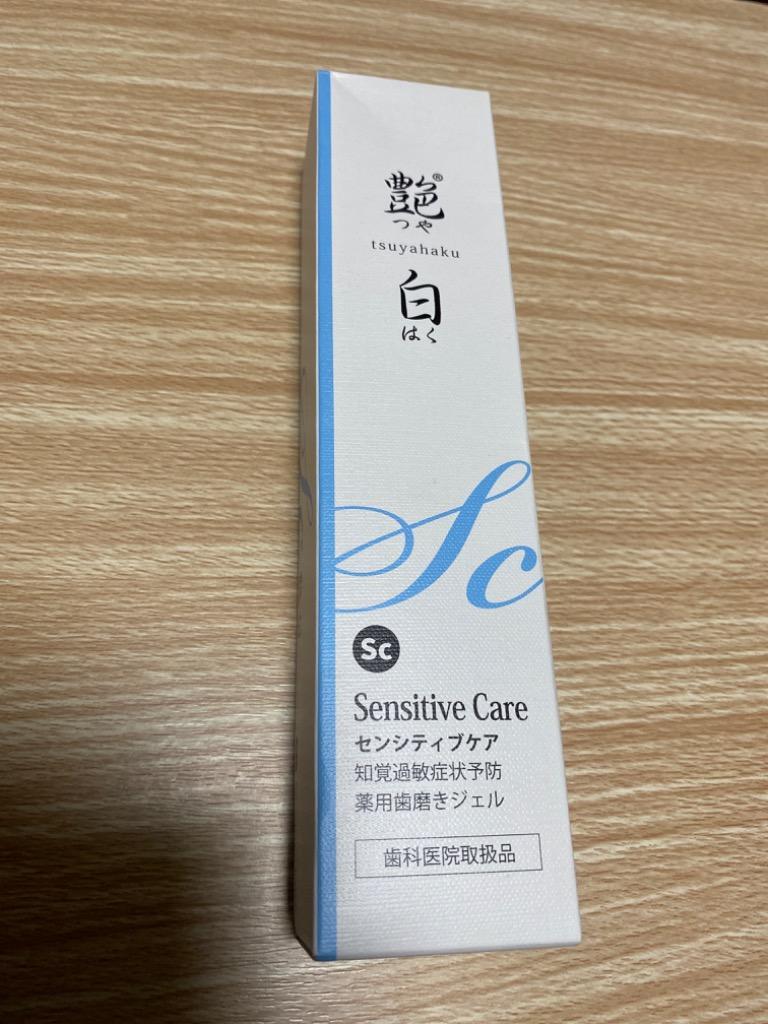 艶®
つや
tsuyahaku
白
はく
Sc
Sc
Sensitive Care
センシティブケア
知覚過敏症状予防
薬用歯磨きジェル
歯科医院取扱品